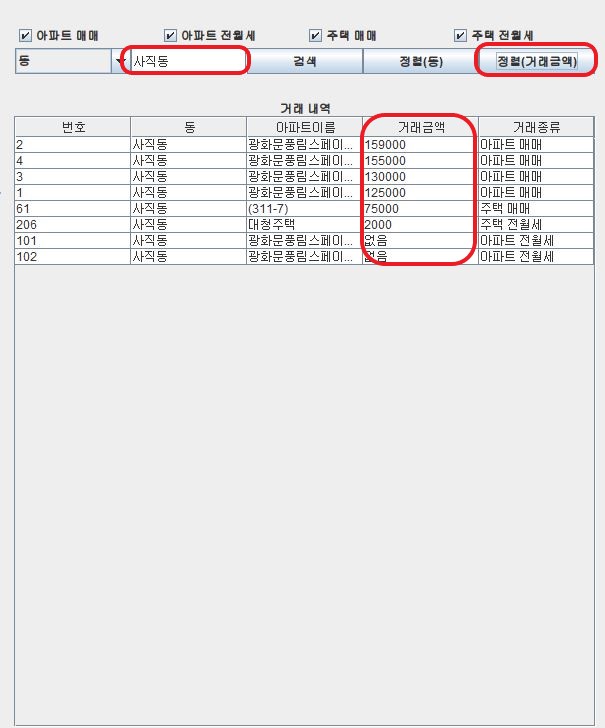 아파트 매매 아파트 전월세 주택 매매 주택 전월세
동 사직동 검색 정렬(동) 정렬(거래금액)
거래 내역
번호 동 아파트이름 거래금액 거래종류
2 사직동 광화문풍림스페이... 159000 아파트 매매
4 사직동 광화문풍림스페이... 155000 아파트 매매
3 사직동 광화문풍림스페이... 130000 아파트 매매
1 사직동 광화문풍림스페이... 125000 아파트 매매
61 사직동 (311-7) 75000 주택 매매
206 사직동 대청주택 2000 주택 전월세
101 사직동 광화문풍림스페이... 없음 아파트 전월세
102 사직동 광화문풍림스페이... 없음 아파트 전월세